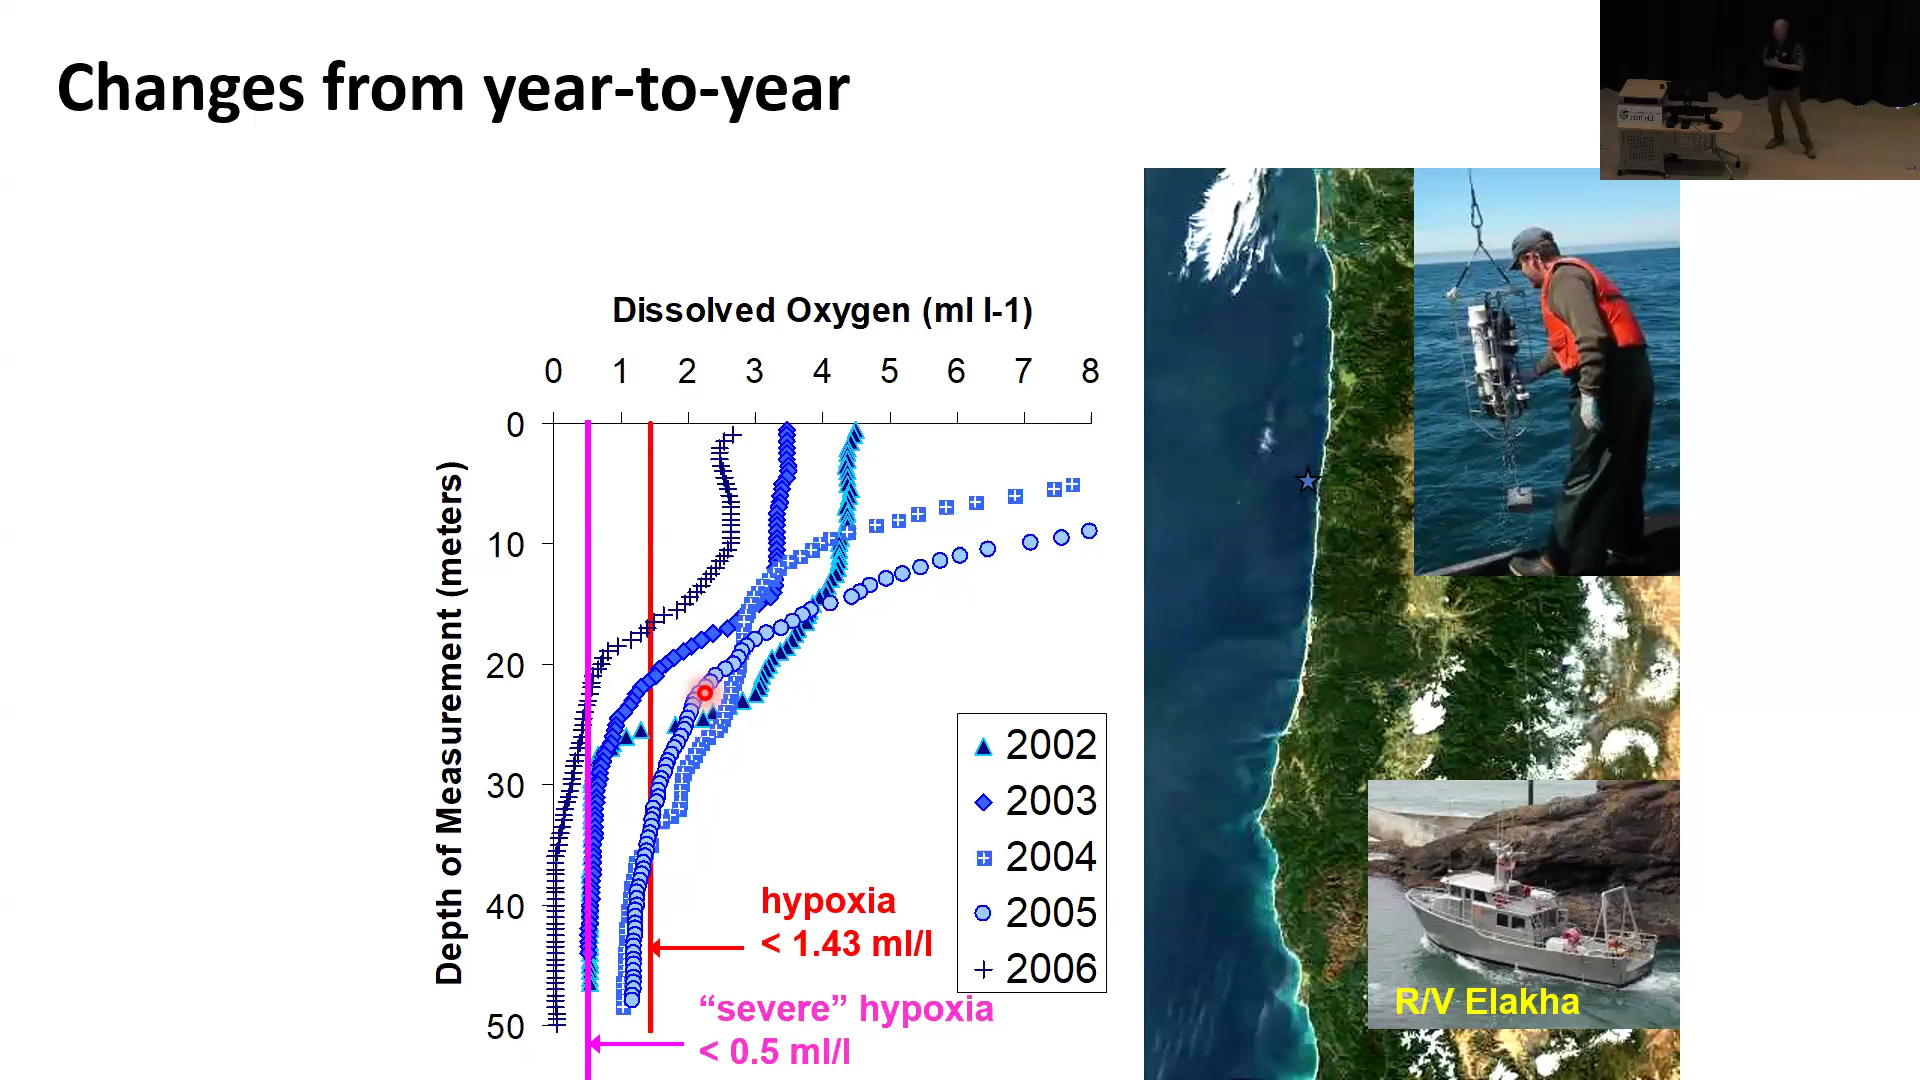 Changes from year-to-year
Dissolved Oxygen (ml l-1)
0 1 2 3 4 5 6 7 8
Depth of Measurement (meters)
0
10
20
30
40
50
2002
2003
2004
2005
2006
hypoxia
< 1.43 ml/l
“severe” hypoxia
< 0.5 ml/l
R/V Elakha